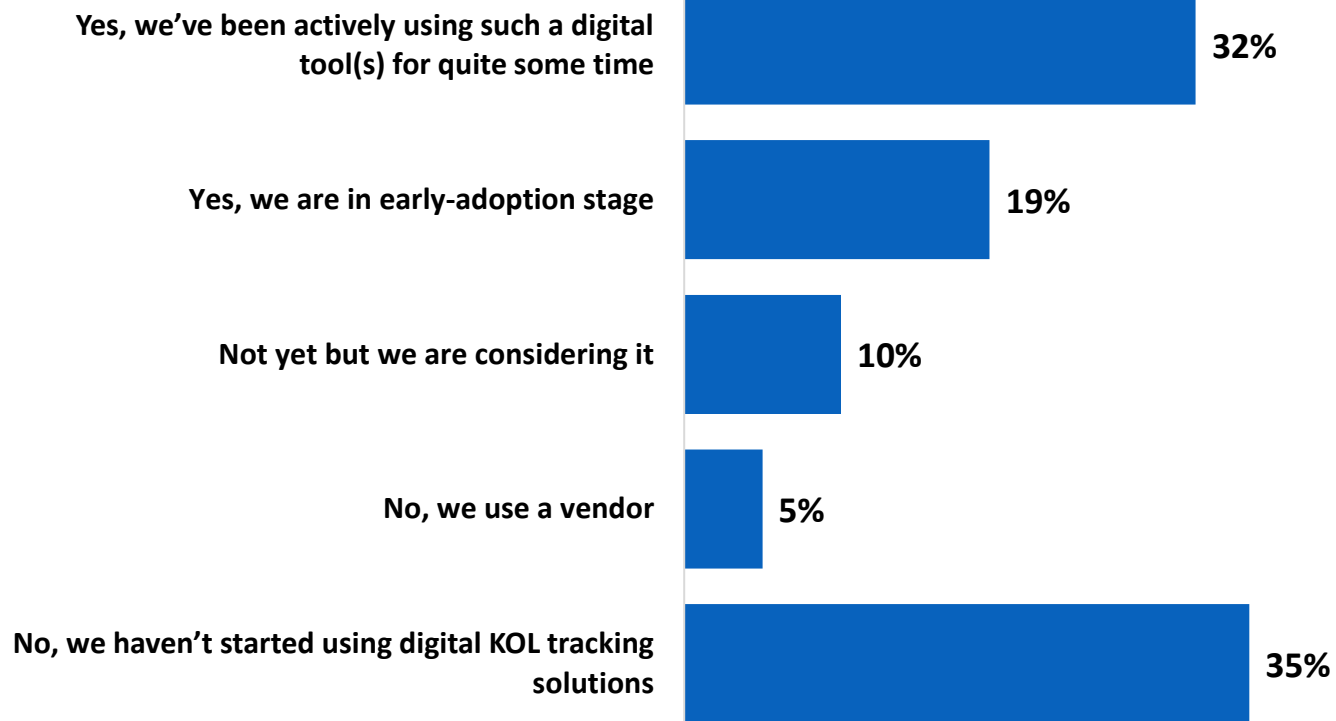 Yes, we’ve been actively using such a digital
tool(s) for quite some time
32%
Yes, we are in early-adoption stage
19%
Not yet but we are considering it
10%
No, we use a vendor
5%
No, we haven’t started using digital KOL tracking
solutions
35%